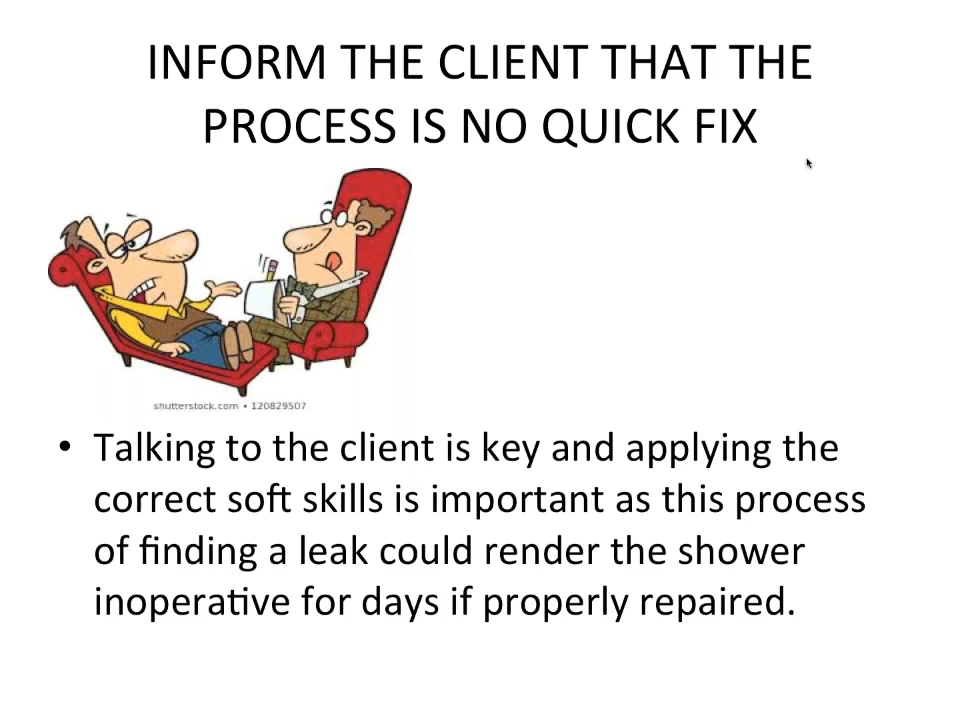 INFORM THE CLIENT THAT THE
PROCESS IS NO QUICK FIX
shutterstock.com • 120829507
• Talking to the client is key and applying the
correct soft skills is important as this process
of finding a leak could render the shower
inoperative for days if properly repaired.